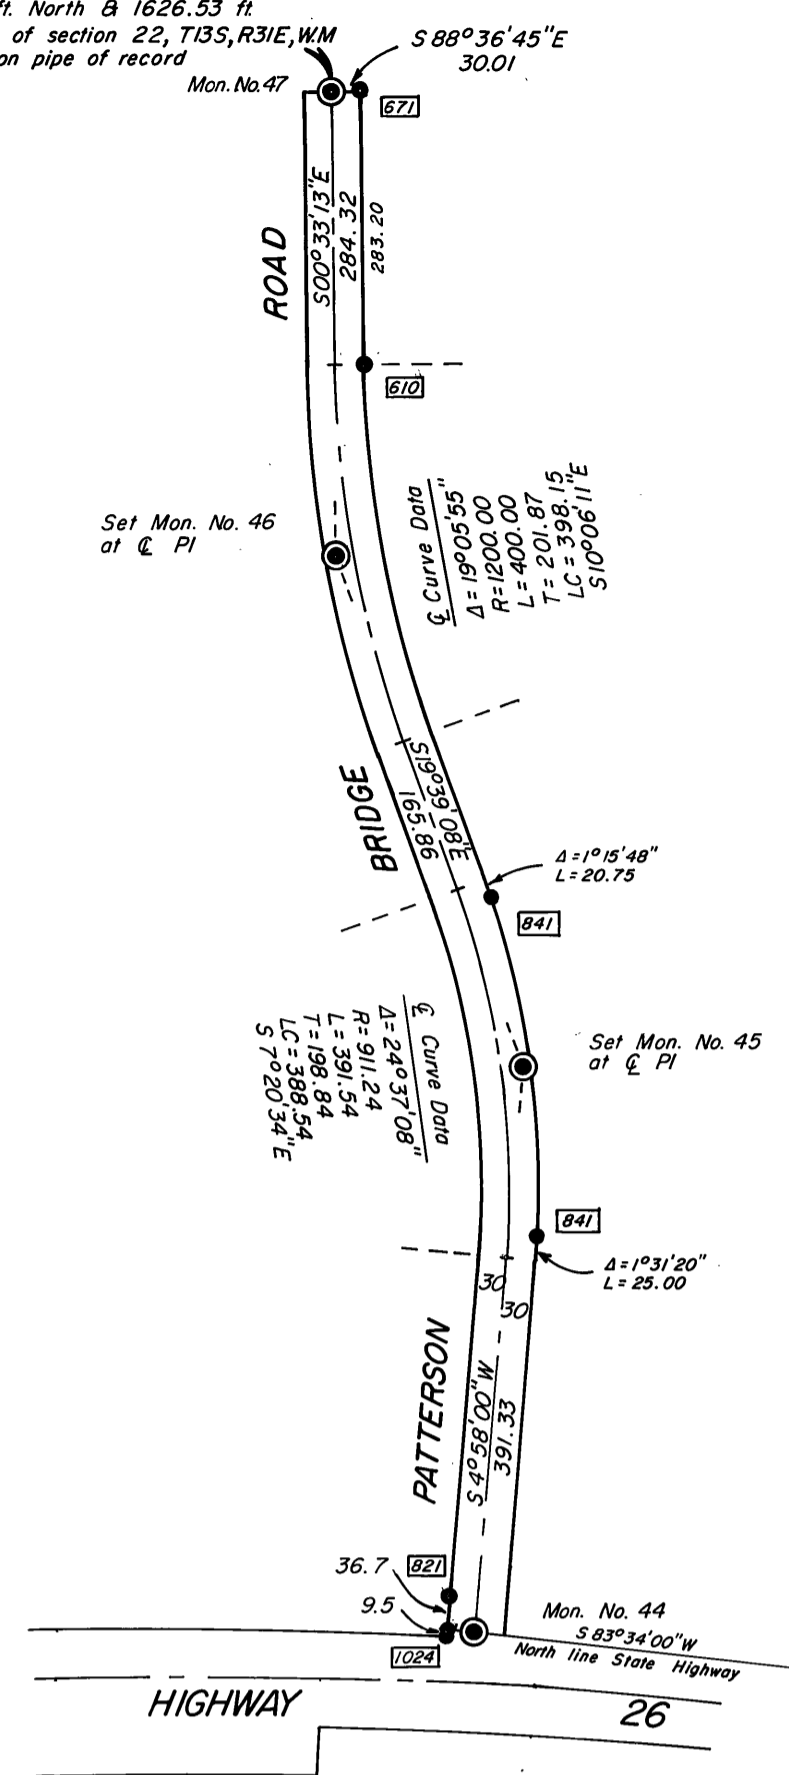 ft. North & 1626.53 ft.
of section 22, T13S, R31E, W.M
on pipe of record
S 88°36'45"E
30.01
Mon. No. 47
671
S00°33'13"E
284.32
283.20
ROAD
610
Set Mon. No. 46
at ℄ PI
℄ Curve Data
Δ = 19°05'55"
R = 1200.00
L = 400.00
T = 201.87
LC = 398.15
S10°06'11"E
S19°39'08"E
165.86
BRIDGE
Δ = 1°15'48"
L = 20.75
841
℄ Curve Data
Δ = 24°37'08"
R = 911.24
L = 391.54
T = 198.84
LC = 388.54
S 7°20'34"E
Set Mon. No. 45
at ℄ PI
841
Δ = 1°31'20"
L = 25.00
30
30
PATTERSON
S 4°58'00"W
391.33
36.7
821
9.5
1024
Mon. No. 44
S 83°34'00"W
North line State Highway
HIGHWAY
26